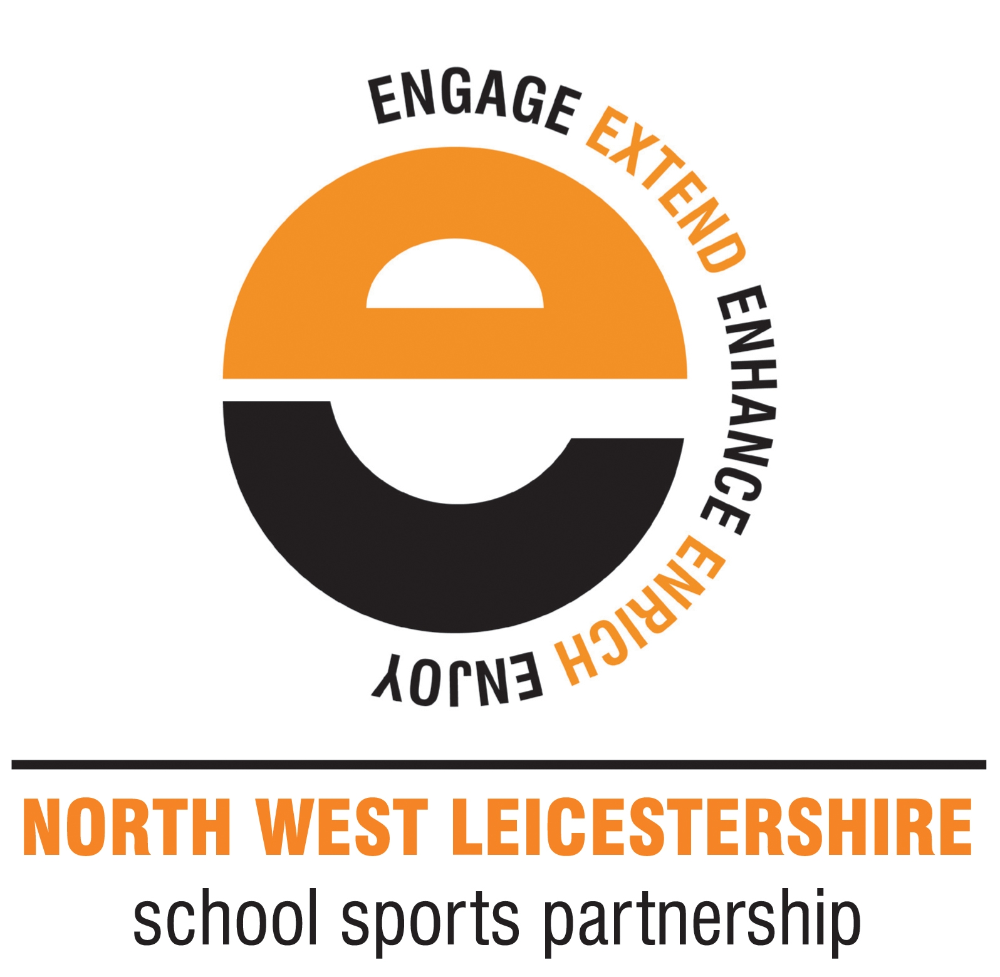 ENGAGE EXTEND ENHANCE ENRICH ENJOY
e
NORTH WEST LEICESTERSHIRE
school sports partnership